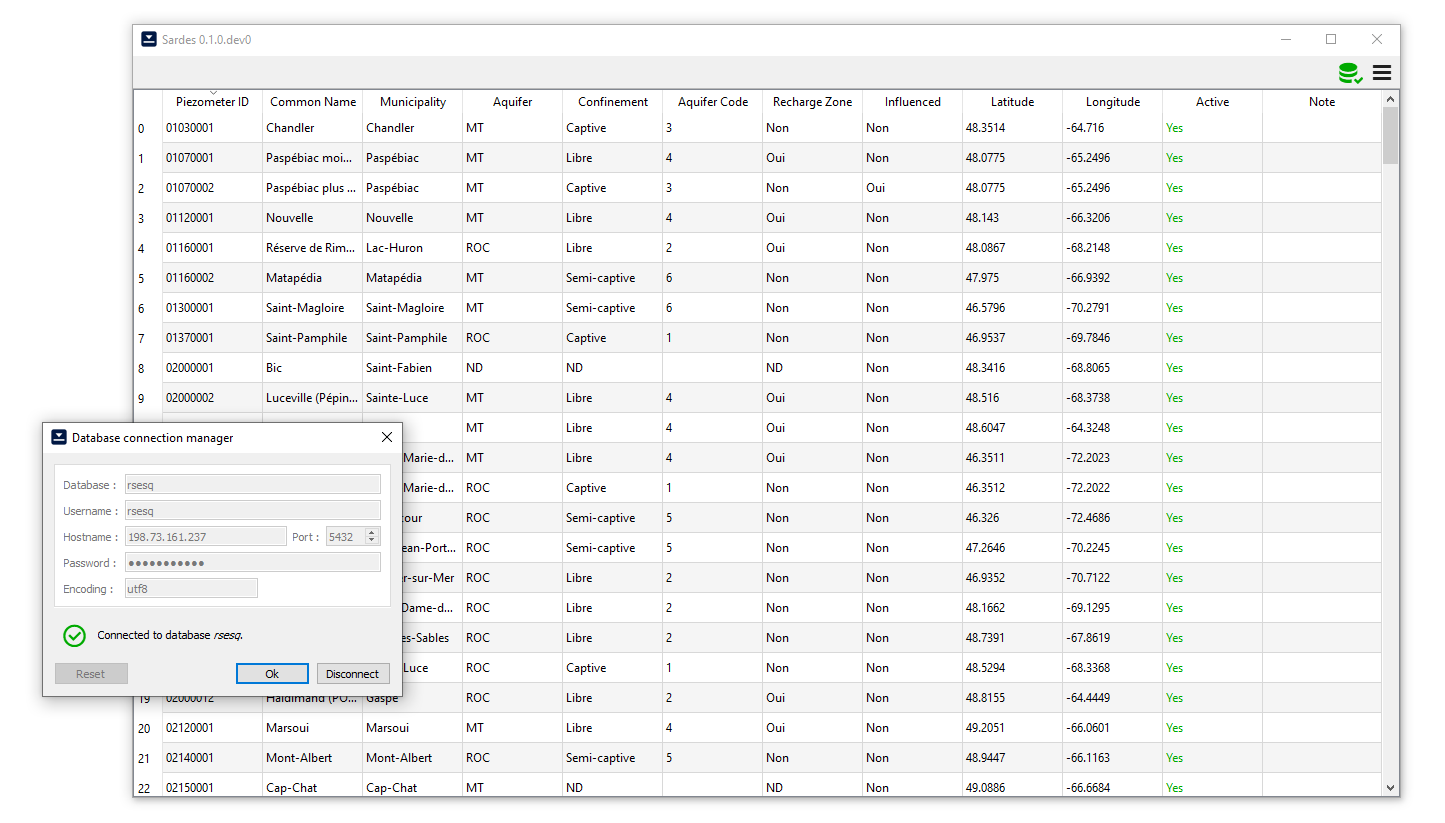 Sardes 0.1.0.dev0
Piezometer ID Common Name Municipality Aquifer Confinement Aquifer Code Recharge Zone Influenced Latitude Longitude Active Note
0 01030001 Chandler Chandler MT Captive 3 Non Non 48.3514 -64.716 Yes
1 01070001 Paspébiac moi... Paspébiac MT Libre 4 Oui Non 48.0775 -65.2496 Yes
2 01070002 Paspébiac plus ... Paspébiac MT Captive 3 Non Oui 48.0775 -65.2496 Yes
3 01120001 Nouvelle Nouvelle MT Libre 4 Oui Non 48.143 -66.3206 Yes
4 01160001 Réserve de Rim... Lac-Huron ROC Libre 2 Oui Non 48.0867 -68.2148 Yes
5 01160002 Matapédia Matapédia MT Semi-captive 6 Non Non 47.975 -66.9392 Yes
6 01300001 Saint-Magloire Saint-Magloire MT Semi-captive 6 Non Non 46.5796 -70.2791 Yes
7 01370001 Saint-Pamphile Saint-Pamphile ROC Captive 1 Non Non 46.9537 -69.7846 Yes
8 02000001 Bic Saint-Fabien ND ND ND Non 48.3416 -68.8065 Yes
9 02000002 Luceville (Pépin... Sainte-Luce MT Libre 4 Oui Non 48.516 -68.3738 Yes
MT Libre 4 Oui Non 48.6047 -64.3248 Yes
Marie-d... MT Libre 4 Oui Non 46.3511 -72.2023 Yes
Marie-d... ROC Captive 1 Non Non 46.3512 -72.2022 Yes
cour ROC Semi-captive 5 Non Non 46.326 -72.4686 Yes
ean-Port... ROC Semi-captive 5 Non Non 47.2646 -70.2245 Yes
r-sur-Mer ROC Libre 2 Non Non 46.9352 -70.7122 Yes
Dame-d... ROC Libre 2 Non Non 48.1662 -69.1295 Yes
es-Sables ROC Libre 2 Non Non 48.7391 -67.8619 Yes
Luce ROC Captive 1 Non Non 48.5294 -68.3368 Yes
19 02000012 Haldimand (PO... Gaspé ROC Libre 2 Oui Non 48.8155 -64.4449 Yes
20 02120001 Marsoui Marsoui MT Libre 4 Oui Non 49.2051 -66.0601 Yes
21 02140001 Mont-Albert Mont-Albert ROC Semi-captive 5 Non Non 48.9447 -66.1163 Yes
22 02150001 Cap-Chat Cap-Chat MT ND ND Non 49.0886 -66.6684 Yes
Database connection manager
Database : rsesq
Username : rsesq
Hostname : 198.73.161.237 Port : 5432
Password : ●●●●●●●●●●●
Encoding : utf8
Connected to database rsesq.
Reset Ok Disconnect